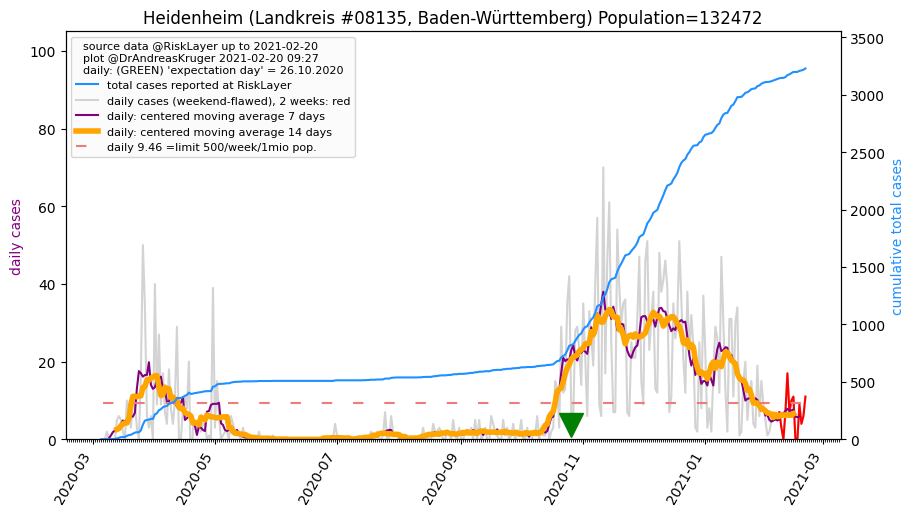 Heidenheim (Landkreis #08135, Baden-Württemberg) Population=132472
source data @RiskLayer up to 2021-02-20
plot @DrAndreasKruger 2021-02-20 09:27
daily: (GREEN) 'expectation day' = 26.10.2020
total cases reported at RiskLayer
daily cases (weekend-flawed), 2 weeks: red
daily: centered moving average 7 days
daily: centered moving average 14 days
daily 9.46 =limit 500/week/1mio pop.
daily cases
100
80
60
40
20
0
cumulative total cases
3500
3000
2500
2000
1500
1000
500
0
2020-03
2020-05
2020-07
2020-09
2020-11
2021-01
2021-03